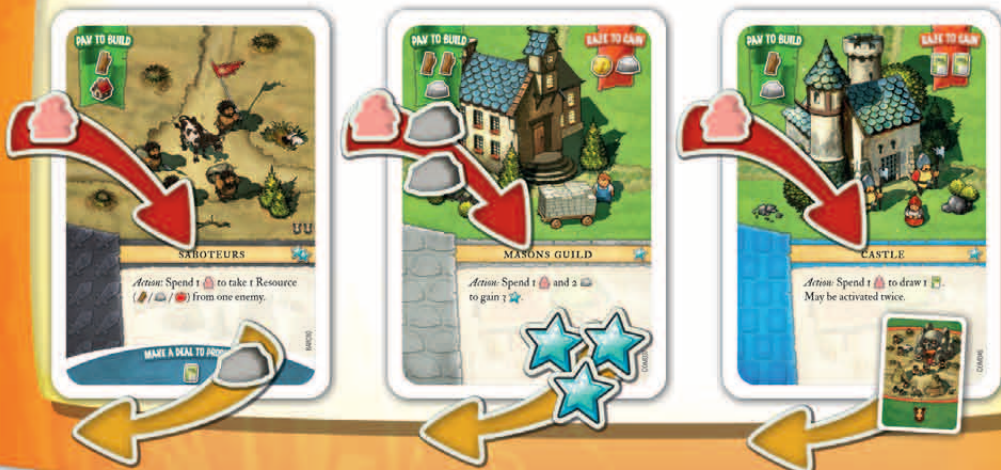 PAY TO BUILD
SABOTEURS
Action: Spend 1 to take 1 Resource
( / / ) from one enemy.
MAKE A DEAL TO
PAY TO BUILD
RAZE TO GAIN
MASONS GUILD
Action: Spend 1 and 2
to gain 3 .
PAY TO BUILD
RAZE TO GAIN
CASTLE
Action: Spend 1 to draw 1 .
May be activated twice.